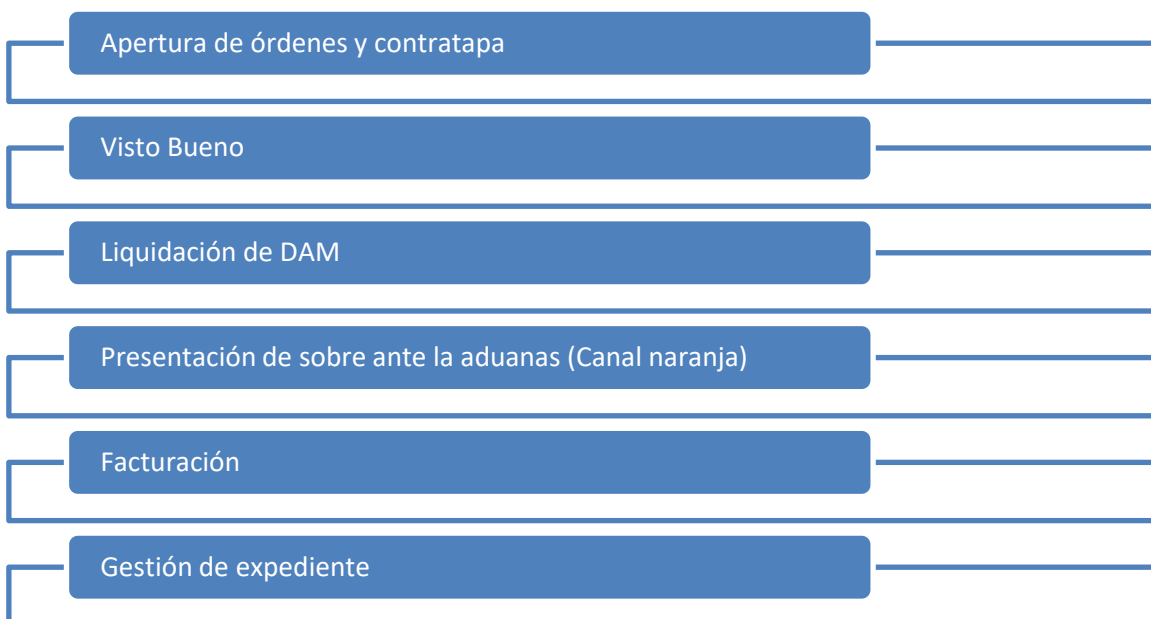 Apertura de órdenes y contratapa
Visto Bueno
Liquidación de DAM
Presentación de sobre ante la aduanas (Canal naranja)
Facturación
Gestión de expediente